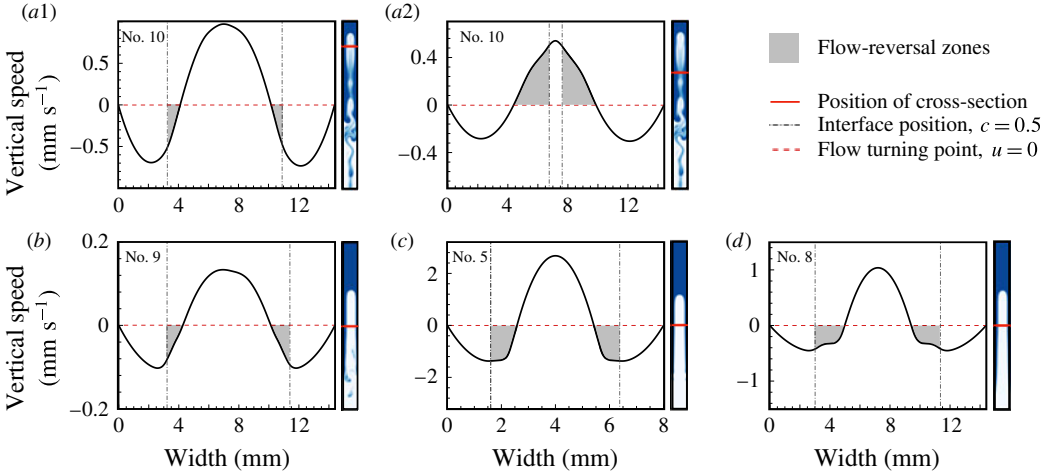 (a1)
(a2)
No. 10
No. 10
Flow-reversal zones
Position of cross-section
Interface position, c = 0.5
Flow turning point, u = 0
Vertical speed
(mm s⁻¹)
0.5
0
−0.5
0 4 8 12
0.4
0
−0.4
0 4 8 12
(b)
(c)
(d)
No. 9
No. 5
No. 8
Vertical speed
(mm s⁻¹)
0.2
0
−0.2
0 4 8 12
Width (mm)
2
0
−2
0 2 4 6 8
Width (mm)
1
0
−1
0 4 8 12
Width (mm)